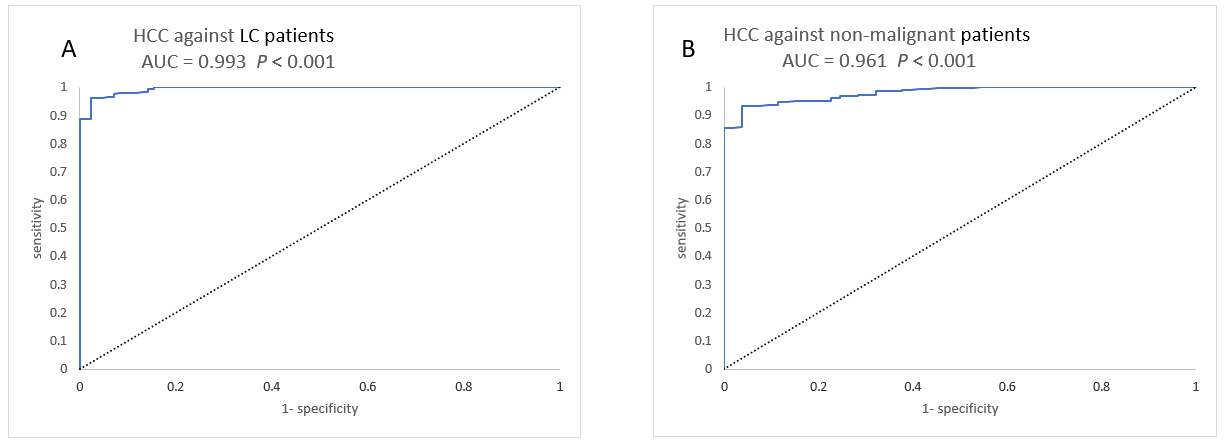 A
HCC against LC patients
AUC = 0.993 P < 0.001
1
0.9
0.8
0.7
0.6
0.5
0.4
0.3
0.2
0.1
0
sensitivity
0 0.2 0.4 0.6 0.8 1
1- specificity
B
HCC against non-malignant patients
AUC = 0.961 P < 0.001
1
0.9
0.8
0.7
0.6
0.5
0.4
0.3
0.2
0.1
0
sensitivity
0 0.2 0.4 0.6 0.8 1
1- specificity